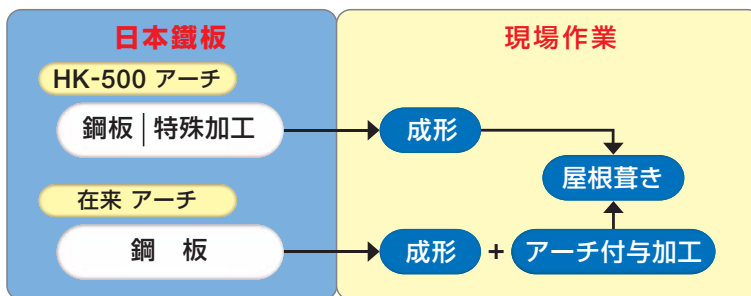 日本鐵板
現場作業
HK-500 アーチ
鋼板│特殊加工
成形
屋根葺き
在来 アーチ
鋼　板
成形
+
アーチ付与加工